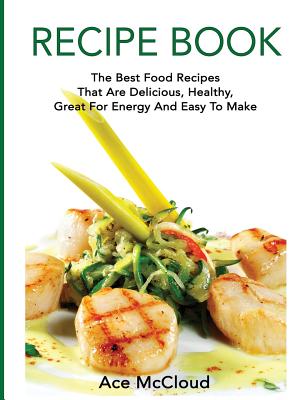 RECIPE BOOK
The Best Food Recipes
That Are Delicious, Healthy,
Great For Energy And Easy To Make
Ace McCloud